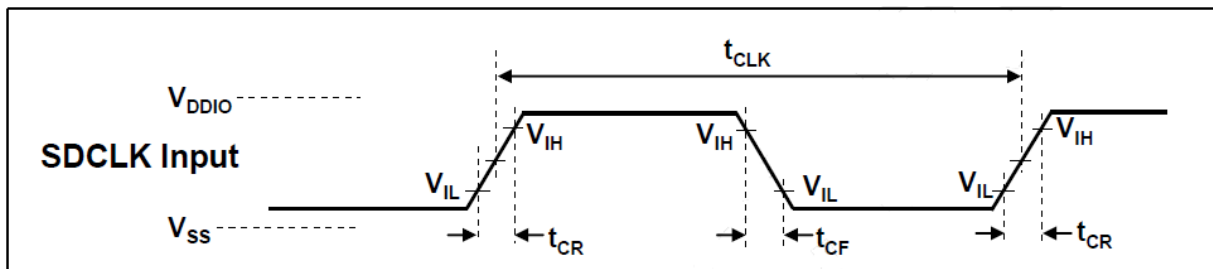 tCLK
VDDIO
VIH VIH VIH
SDCLK Input
VIL VIL VIL
VSS
tCR tCF tCR